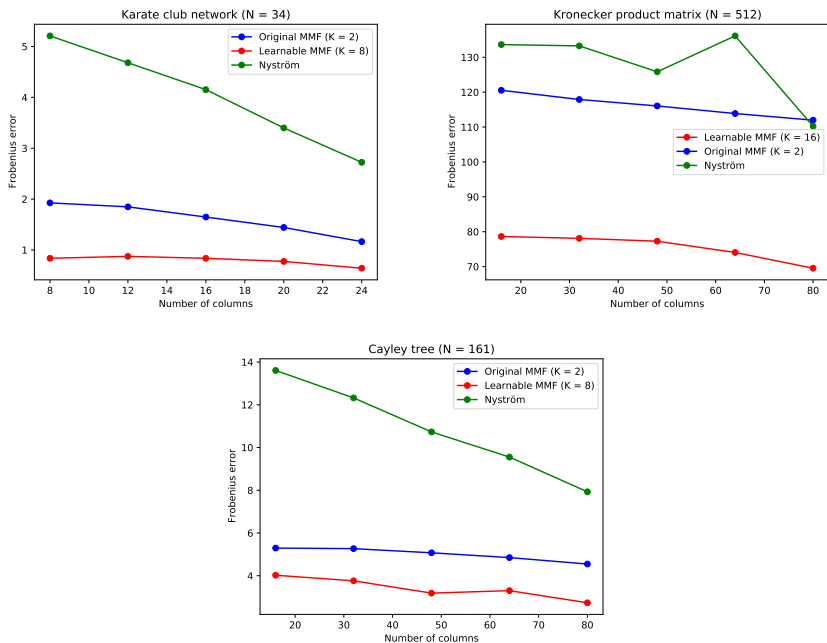 Karate club network (N = 34)
Frobenius error
5
4
3
2
1
Original MMF (K = 2)
Learnable MMF (K = 8)
Nyström
8 10 12 14 16 18 20 22 24
Number of columns
Kronecker product matrix (N = 512)
Frobenius error
130
120
110
100
90
80
70
Learnable MMF (K = 16)
Original MMF (K = 2)
Nyström
20 30 40 50 60 70 80
Number of columns
Cayley tree (N = 161)
Frobenius error
14
12
10
8
6
4
Original MMF (K = 2)
Learnable MMF (K = 8)
Nyström
20 30 40 50 60 70 80
Number of columns